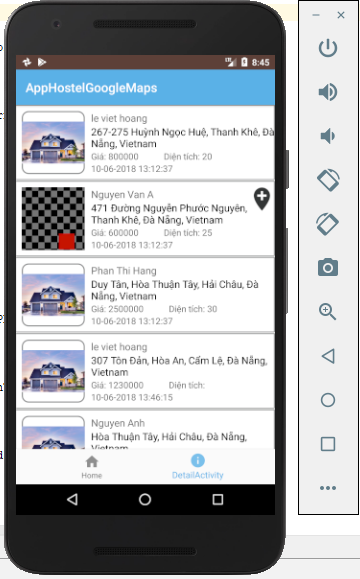 8:45
AppHostelGoogleMaps
le viet hoang
267-275 Huỳnh Ngọc Huệ, Thanh Khê, Đà
Nẵng, Vietnam
Giá: 800000 Diện tích: 20
10-06-2018 13:12:37
Nguyen Van A
471 Đường Nguyễn Phước Nguyên,
Thanh Khê, Đà Nẵng, Vietnam
Giá: 600000 Diện tích: 25
10-06-2018 13:12:37
Phan Thi Hang
Duy Tân, Hòa Thuận Tây, Hải Châu, Đà
Nẵng, Vietnam
Giá: 2500000 Diện tích: 30
10-06-2018 13:12:37
le viet hoang
307 Tôn Đản, Hòa An, Cẩm Lệ, Đà Nẵng,
Vietnam
Giá: 1230000 Diện tích:
10-06-2018 13:46:15
Nguyen Anh
Hòa Thuận Tây, Hải Châu, Đà Nẵng,
Vietnam
Home
DetailActivity